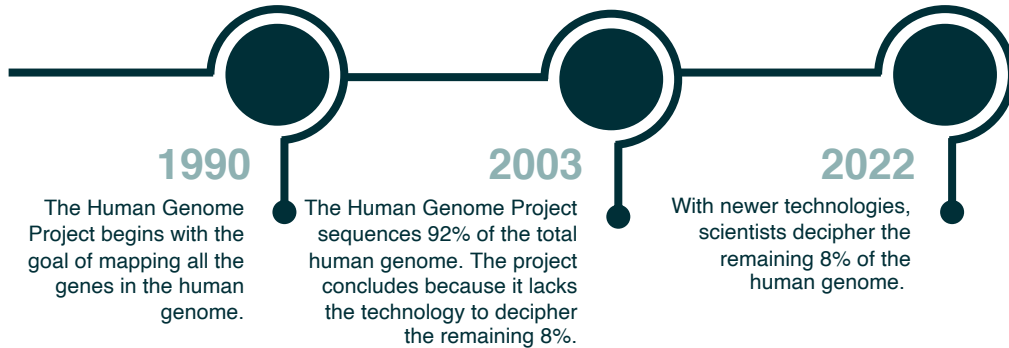 1990
The Human Genome
Project begins with the
goal of mapping all the
genes in the human
genome.
2003
The Human Genome Project
sequences 92% of the total
human genome. The project
concludes because it lacks
the technology to decipher
the remaining 8%.
2022
With newer technologies,
scientists decipher the
remaining 8% of the
human genome.